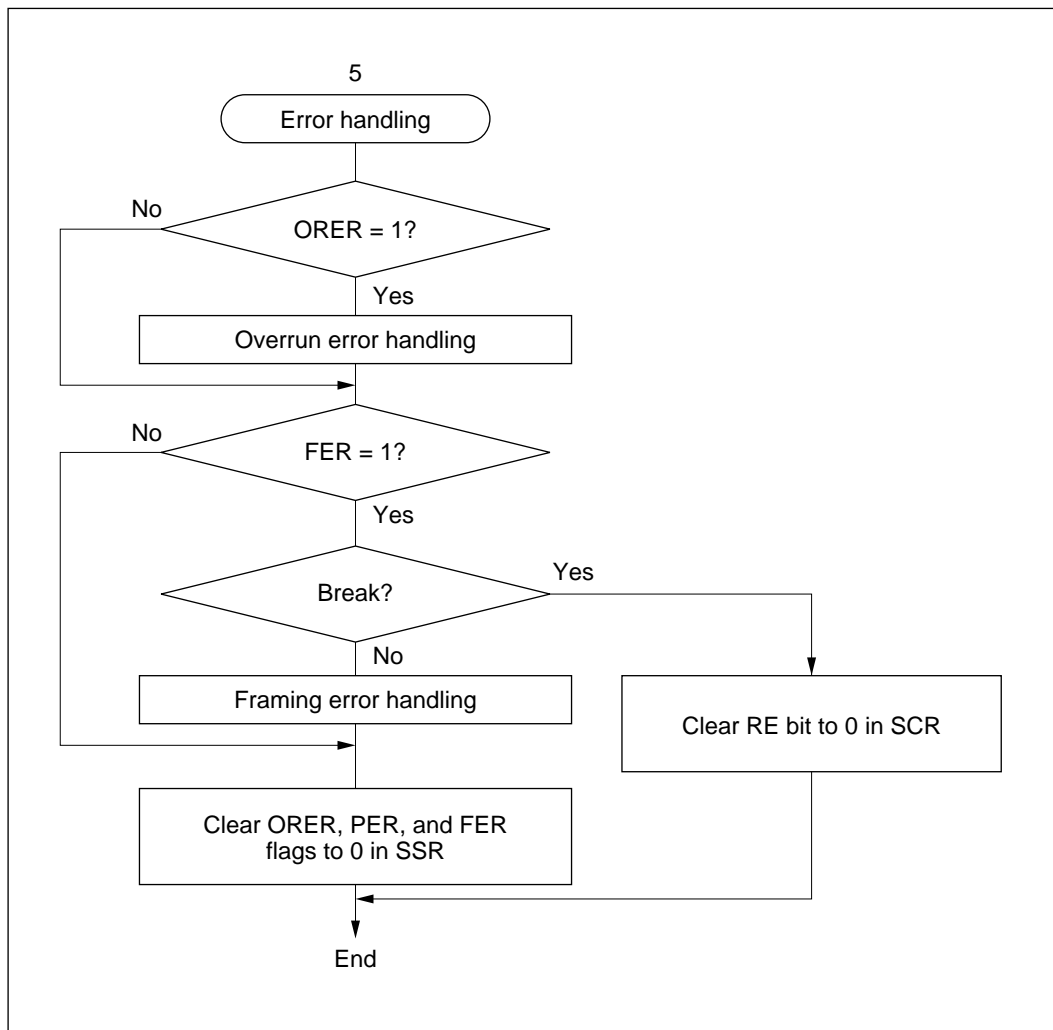 5
Error handling
No
ORER = 1?
Yes
Overrun error handling
No
FER = 1?
Yes
Break?
Yes
No
Framing error handling
Clear RE bit to 0 in SCR
Clear ORER, PER, and FER
flags to 0 in SSR
End